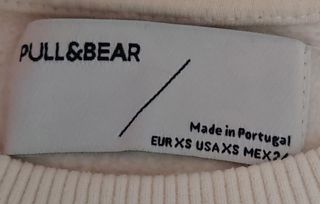 PULL&BEAR
Made in Portugal
EUR XS USA XS MEX